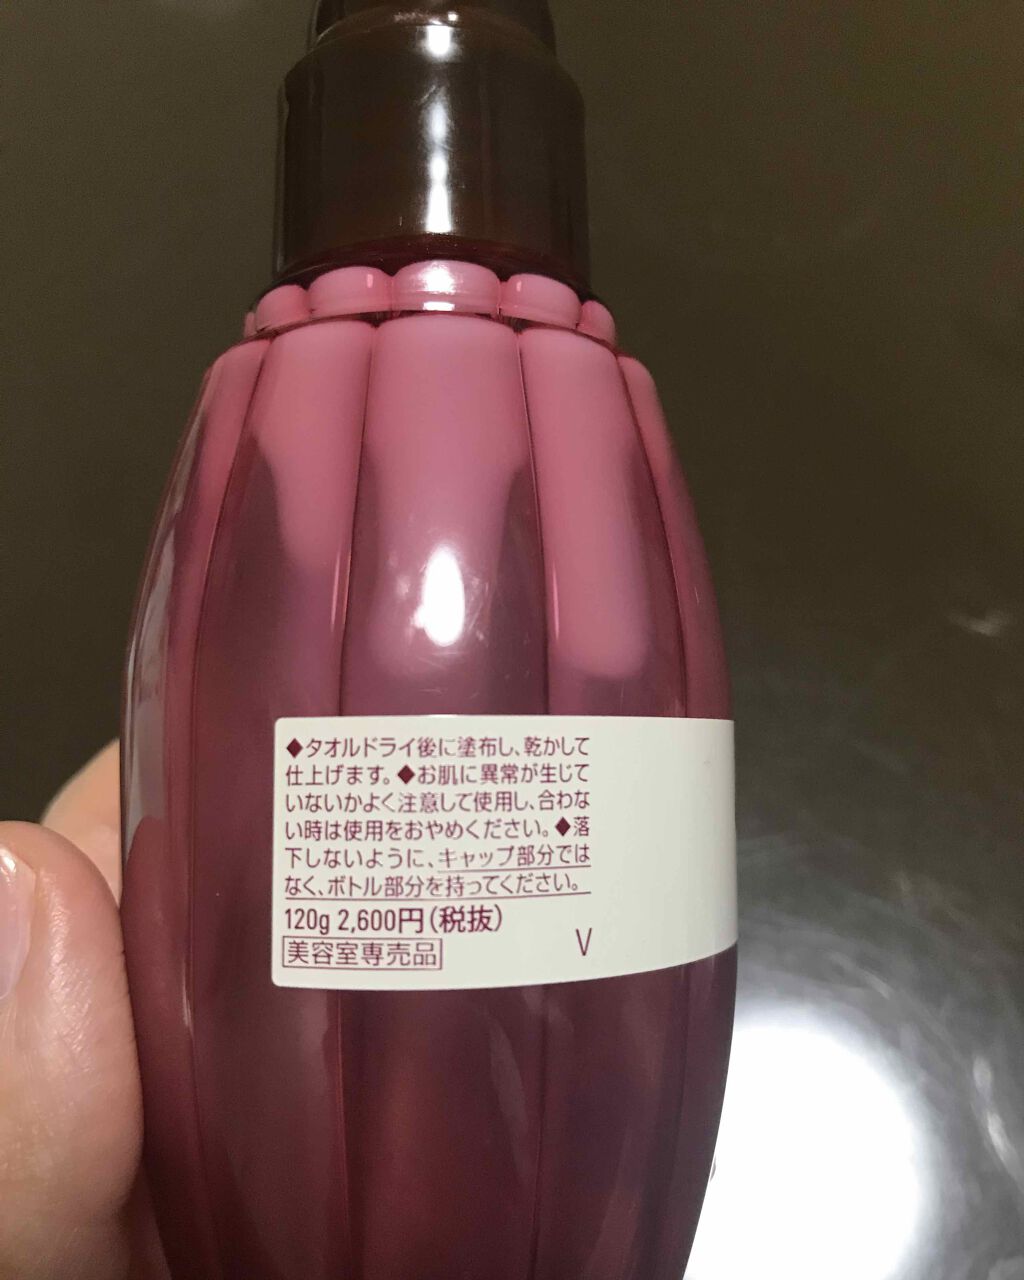 ◆タオルドライ後に塗布し、乾かして
仕上げます。◆お肌に異常が生じて
いないかよく注意して使用し、合わな
い時は使用をおやめください。◆落
下しないように、キャップ部分では
なく、ボトル部分を持ってください。
120g 2,600円(税抜)
美容室専売品
V